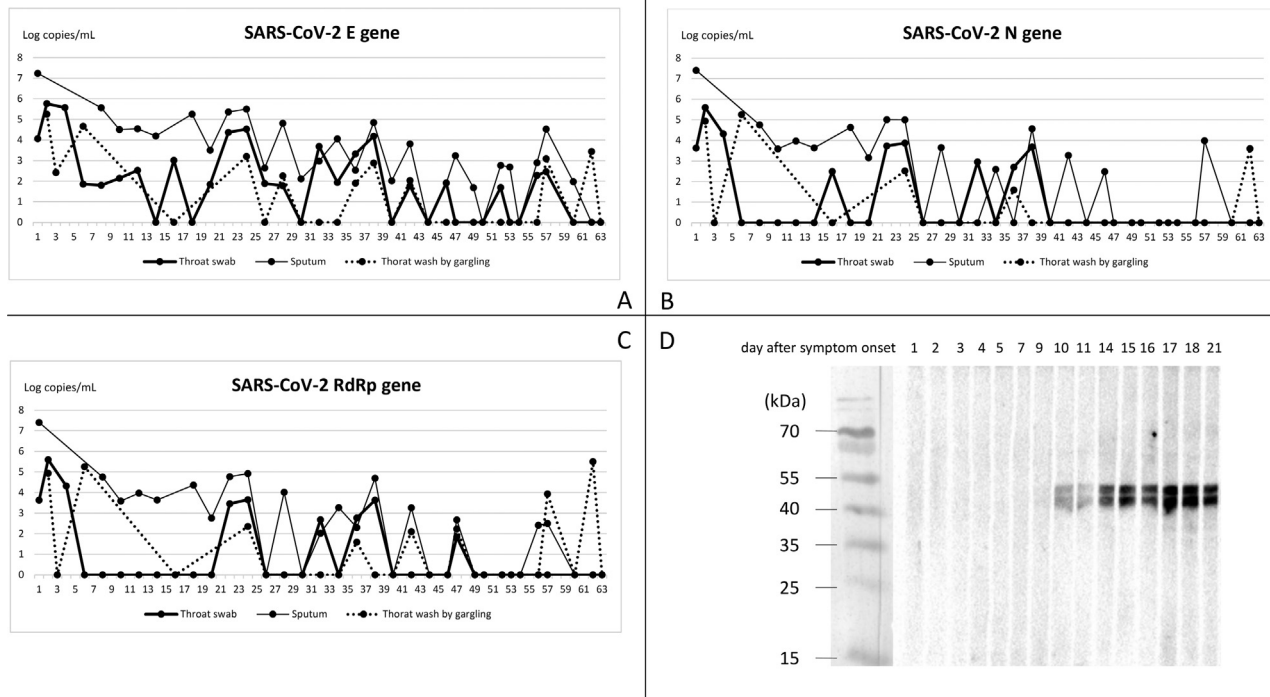 Log copies/mL
SARS-CoV-2 E gene
8
7
6
5
4
3
2
1
0
1 3 5 7 9 11 13 15 17 19 21 23 25 27 29 31 33 35 37 39 41 43 45 47 49 51 53 55 57 59 61 63
Throat swab Sputum Thorat wash by gargling
A
Log copies/mL
SARS-CoV-2 N gene
8
7
6
5
4
3
2
1
0
1 3 5 7 9 11 13 15 17 19 21 23 25 27 29 31 33 35 37 39 41 43 45 47 49 51 53 55 57 59 61 63
Throat swab Sputum Thorat wash by gargling
B
C
Log copies/mL
SARS-CoV-2 RdRp gene
8
7
6
5
4
3
2
1
0
1 3 5 7 9 11 13 15 17 19 21 23 25 27 29 31 33 35 37 39 41 43 45 47 49 51 53 55 57 59 61 63
Throat swab Sputum Thorat wash by gargling
D
day after symptom onset 1 2 3 4 5 7 9 10 11 14 15 16 17 18 21
(kDa)
70
55
40
35
25
15